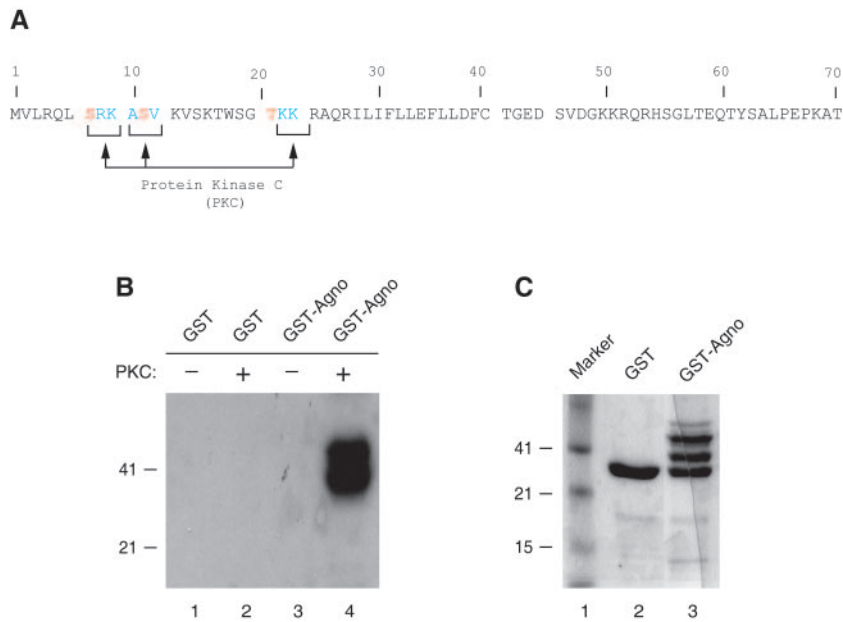 A
1 10 20 30 40 50 60 70
MVLRQL SRK ASV KVSKTWSG TKK RAQRILIFLLEFLLDFC TGED SVDGKKRQRHSGLTEQTYSALPEPKAT
Protein Kinase C
(PKC)
B
GST GST GST-Agno GST-Agno
PKC: – + – +
41 –
21 –
1 2 3 4
C
Marker GST GST-Agno
41 –
21 –
15 –
1 2 3